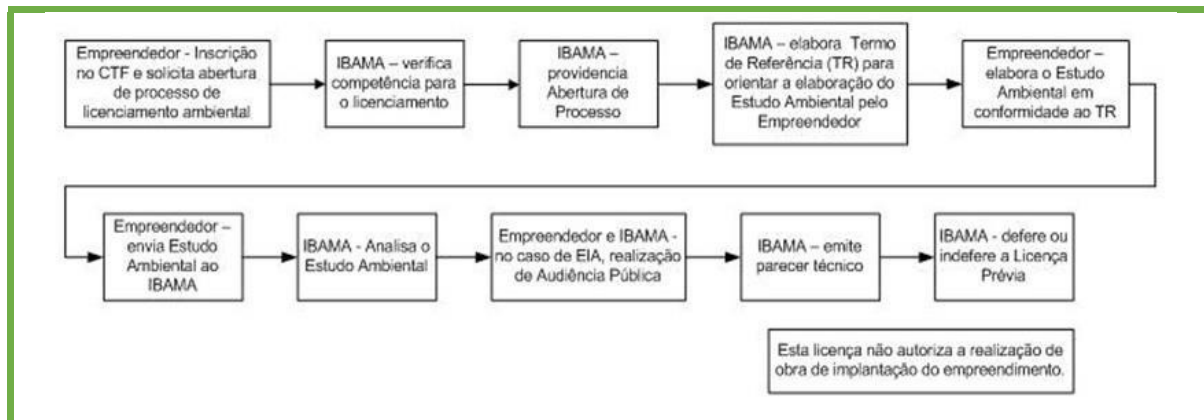 Empreendedor - Inscrição
no CTF e solicita abertura
de processo de
licenciamento ambiental
IBAMA – verifica
competência para
o licenciamento
IBAMA –
providencia
Abertura de
Processo
IBAMA – elabora Termo
de Referência (TR) para
orientar a elaboração do
Estudo Ambiental pelo
Empreendedor
Empreendedor –
elabora o Estudo
Ambiental em
conformidade ao TR
Empreendedor –
envia Estudo
Ambiental ao
IBAMA
IBAMA - Analisa o
Estudo Ambiental
Empreendedor e IBAMA -
no caso de EIA, realização
de Audiência Pública
IBAMA – emite
parecer técnico
IBAMA - defere ou
indefere a Licença
Prévia
Esta licença não autoriza a realização de
obra de implantação do empreendimento.